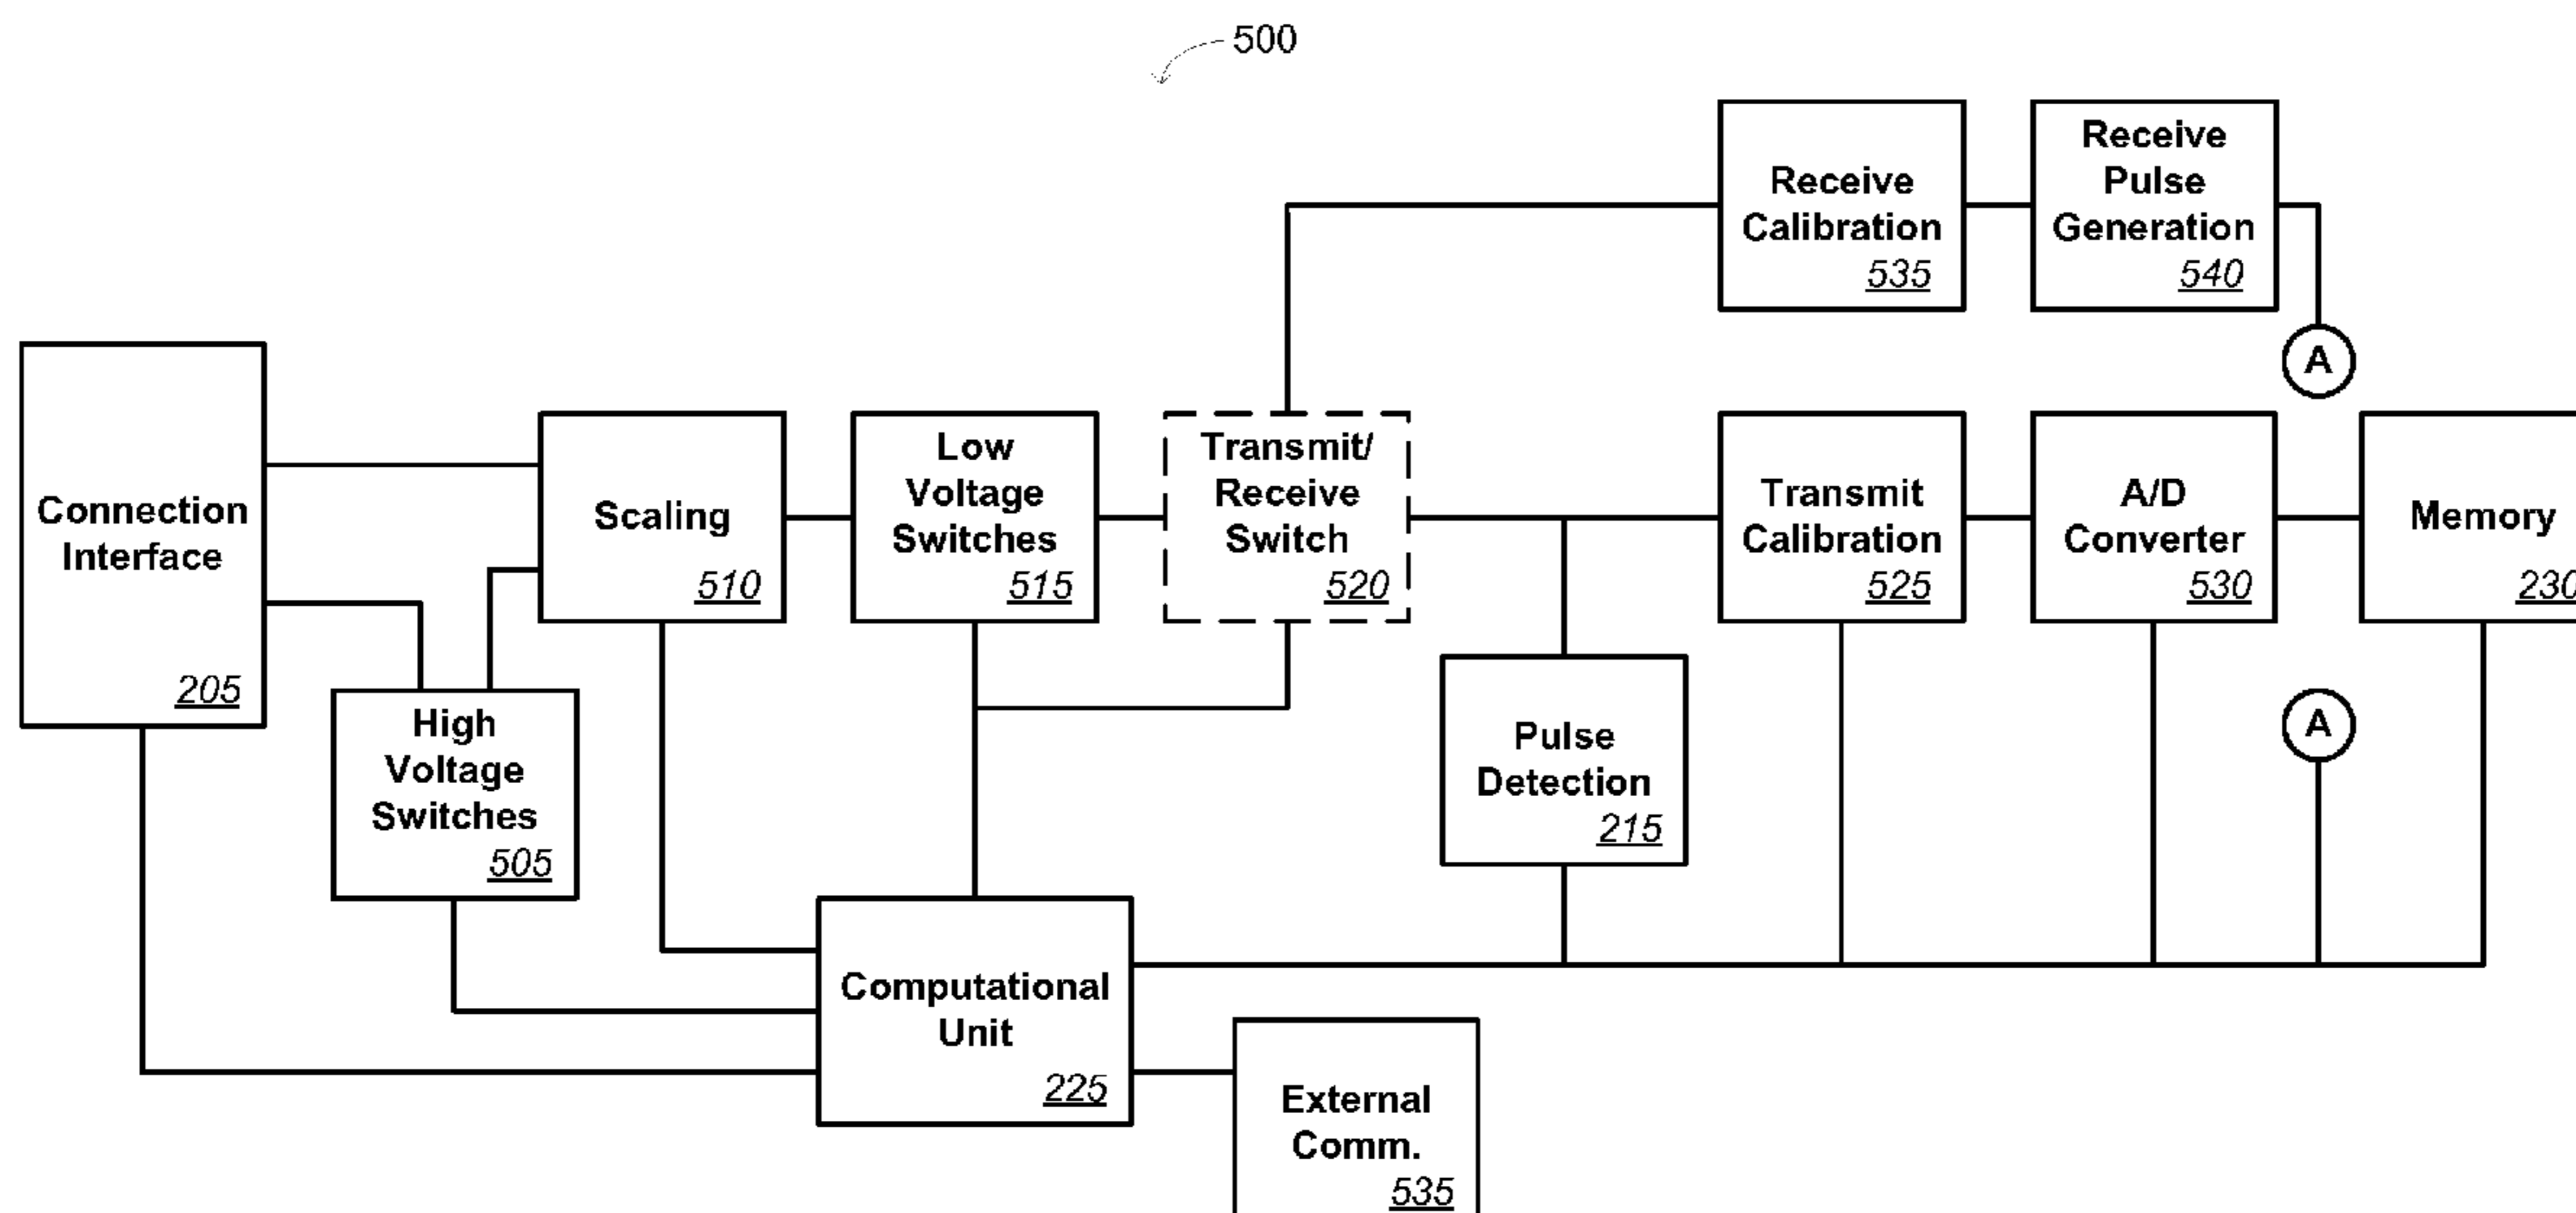 500
Receive
Calibration
535
Receive
Pulse
Generation
540
A
Connection
Interface
205
Scaling
510
Low
Voltage
Switches
515
Transmit/
Receive
Switch
520
Transmit
Calibration
525
A/D
Converter
530
Memory
230
High
Voltage
Switches
505
Pulse
Detection
215
A
Computational
Unit
225
External
Comm.
535